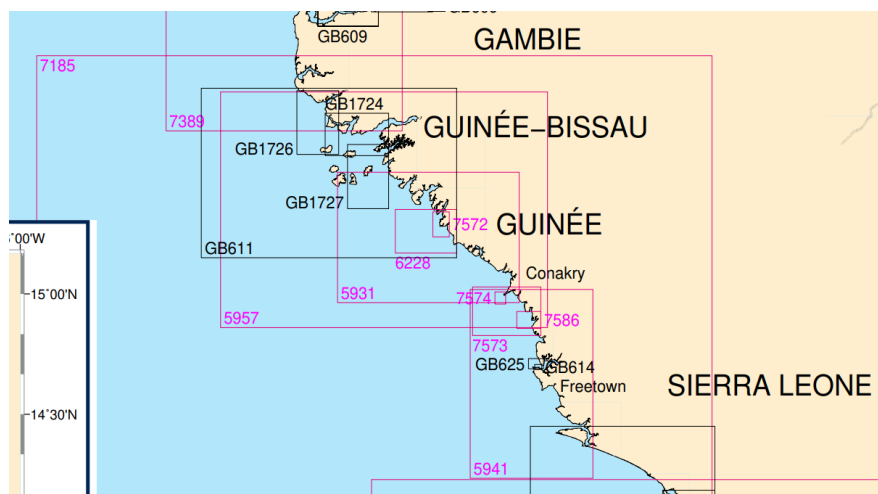 GB609
GAMBIE
7185
GB1724
7389
GUINÉE–BISSAU
GB1726
GB1727
7572
GUINÉE
00'W
GB611
6228
Conakry
15°00'N
5931
7574
5957
7586
7573
GB625
GB614
Freetown
SIERRA LEONE
14°30'N
5941